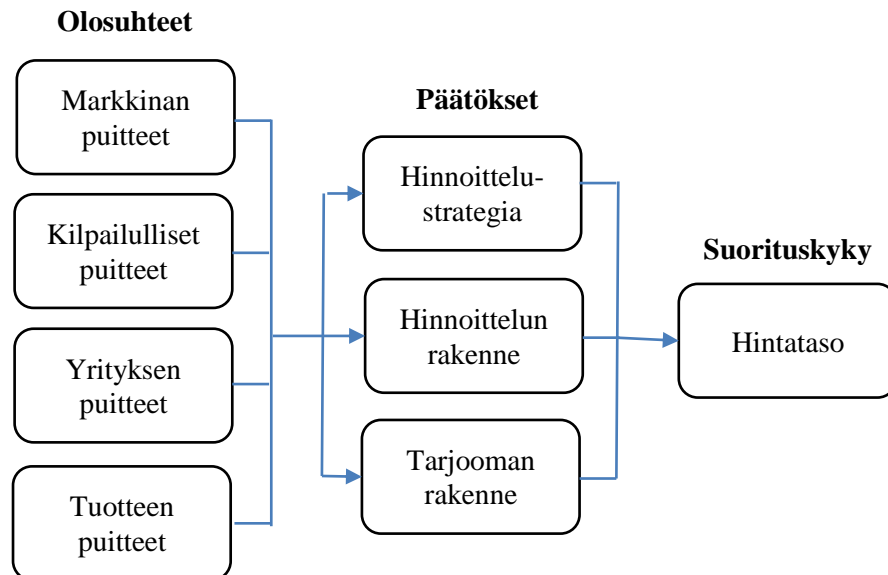 Olosuhteet
Markkinan
puitteet
Kilpailulliset
puitteet
Yrityksen
puitteet
Tuotteen
puitteet
Päätökset
Hinnoittelu-
strategia
Hinnoittelun
rakenne
Tarjooman
rakenne
Suorituskyky
Hintataso